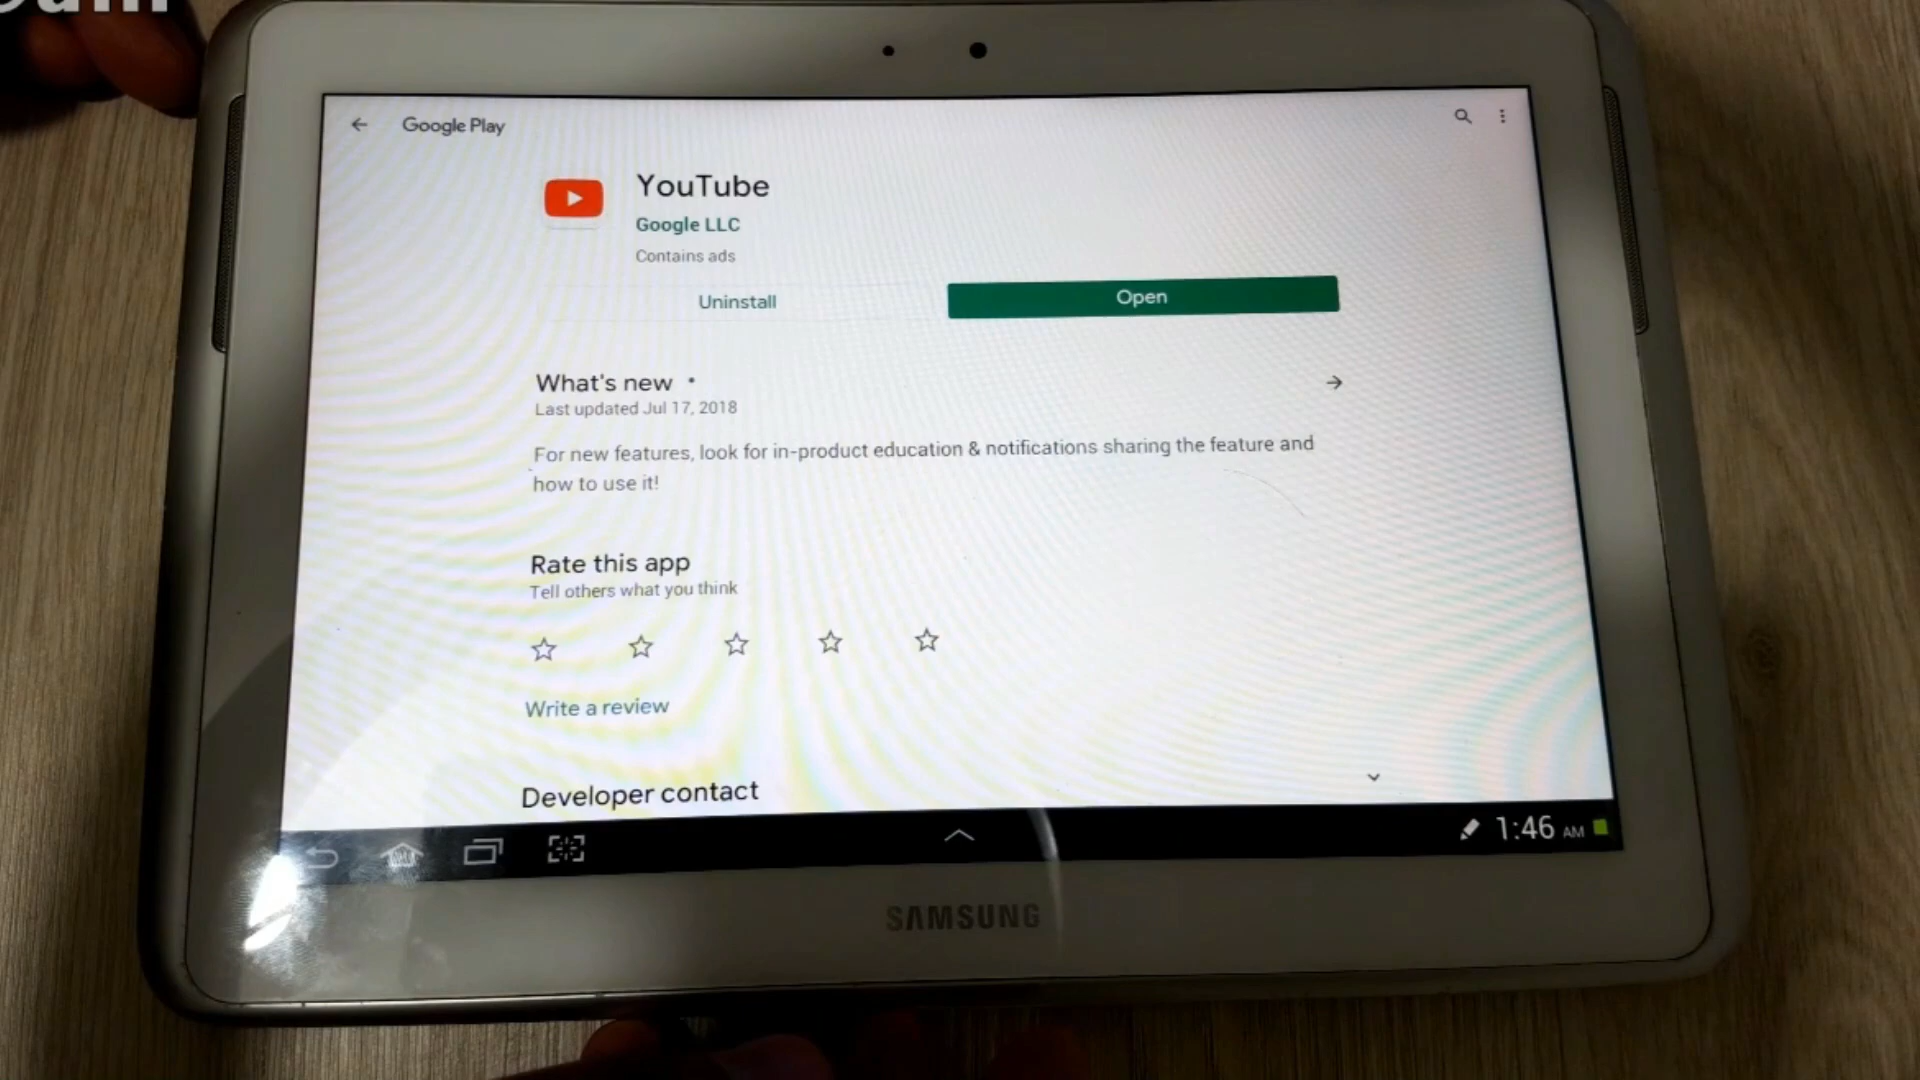 Google Play
YouTube
Google LLC
Contains ads
Uninstall
Open
What's new •
Last updated Jul 17, 2018
For new features, look for in-product education & notifications sharing the feature and
how to use it!
Rate this app
Tell others what you think
Write a review
Developer contact
1:46 AM
SAMSUNG